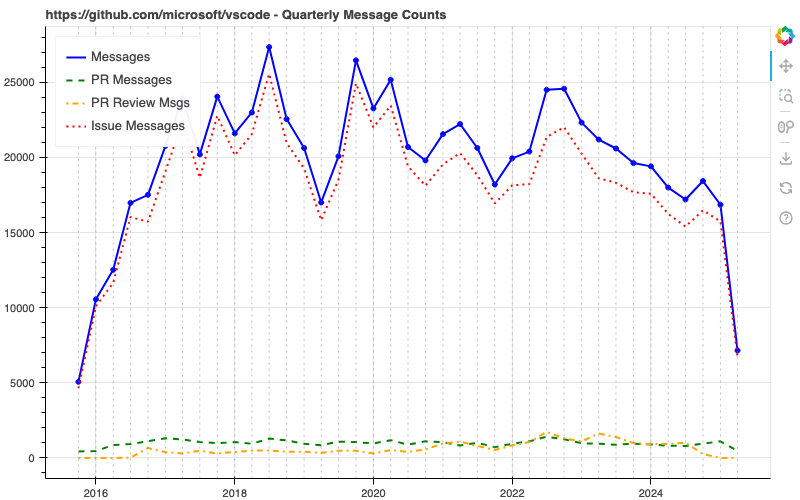 https://github.com/microsoft/vscode - Quarterly Message Counts
Messages
PR Messages
PR Review Msgs
Issue Messages
25000
20000
15000
10000
5000
0
2016 2018 2020 2022 2024